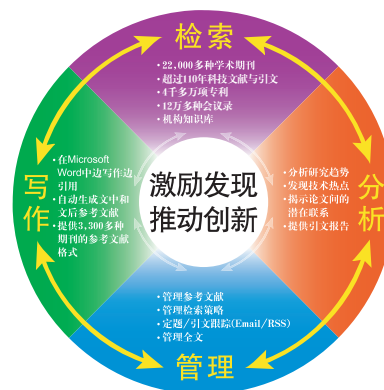 检索
·22,000多种学术期刊
·超过110年科技文献与引文
·4千多万项专利
·12万多种会议录
·机构知识库
写作
·在Microsoft
Word中边写作边
引用
·自动生成文中和
文后参考文献
·提供3,300多种
期刊的参考文献
格式
激励发现
推动创新
分析
·分析研究趋势
·发现技术热点
·揭示论文间的
潜在联系
·提供引文报告
·管理参考文献
·管理检索策略
·定题/引文跟踪(Email/RSS)
·管理全文
管理